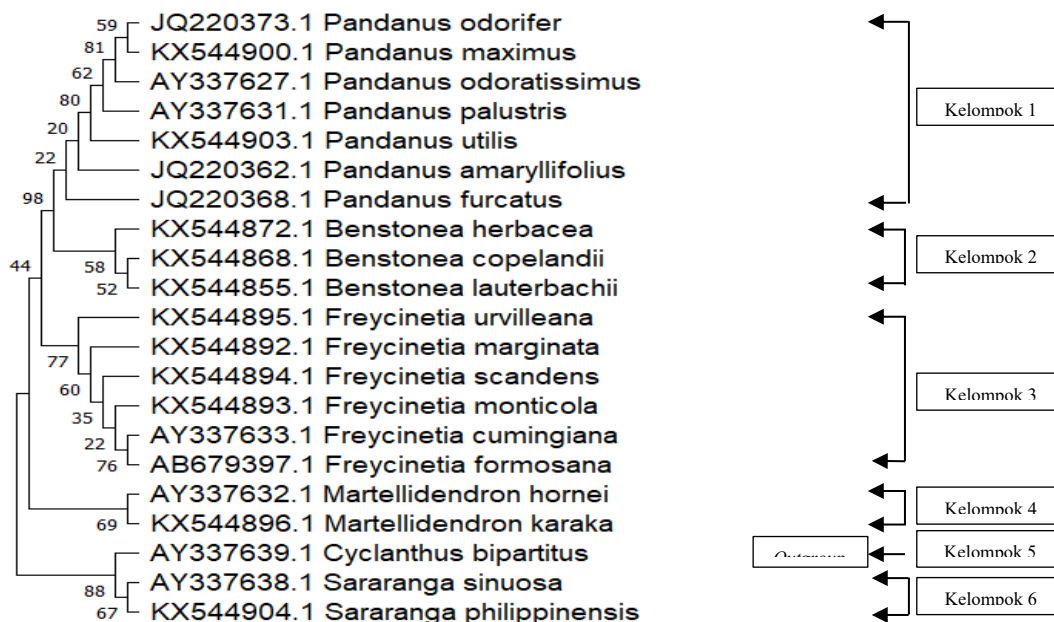 59
JQ220373.1 Pandanus odorifer
81
KX544900.1 Pandanus maximus
62
AY337627.1 Pandanus odoratissimus
80
AY337631.1 Pandanus palustris
Kelompok 1
20
KX544903.1 Pandanus utilis
22
JQ220362.1 Pandanus amaryllifolius
98
JQ220368.1 Pandanus furcatus
KX544872.1 Benstonea herbacea
44
58
KX544868.1 Benstonea copelandii
Kelompok 2
52
KX544855.1 Benstonea lauterbachii
KX544895.1 Freycinetia urvilleana
77
KX544892.1 Freycinetia marginata
60
KX544894.1 Freycinetia scandens
Kelompok 3
35
KX544893.1 Freycinetia monticola
22
AY337633.1 Freycinetia cumingiana
76
AB679397.1 Freycinetia formosana
AY337632.1 Martellidendron hornei
Kelompok 4
69
KX544896.1 Martellidendron karaka
AY337639.1 Cyclanthus bipartitus
Outgroup
Kelompok 5
88
AY337638.1 Sararanga sinuosa
Kelompok 6
67
KX544904.1 Sararanga philippinensis